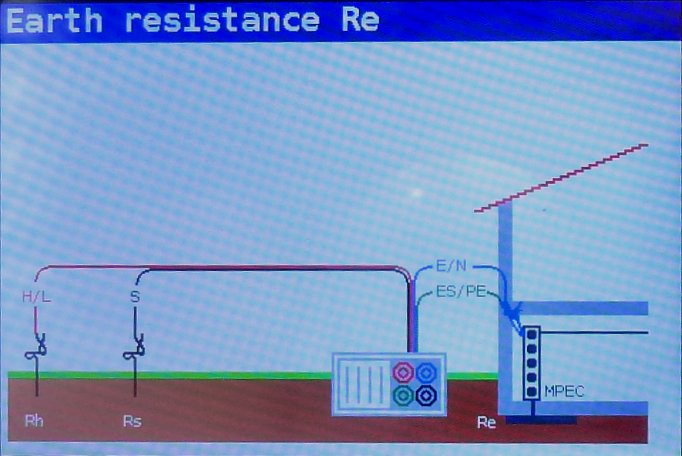 Earth resistance Re
E/N
H/L
S
ES/PE
MPEC
Rh
Rs
Re